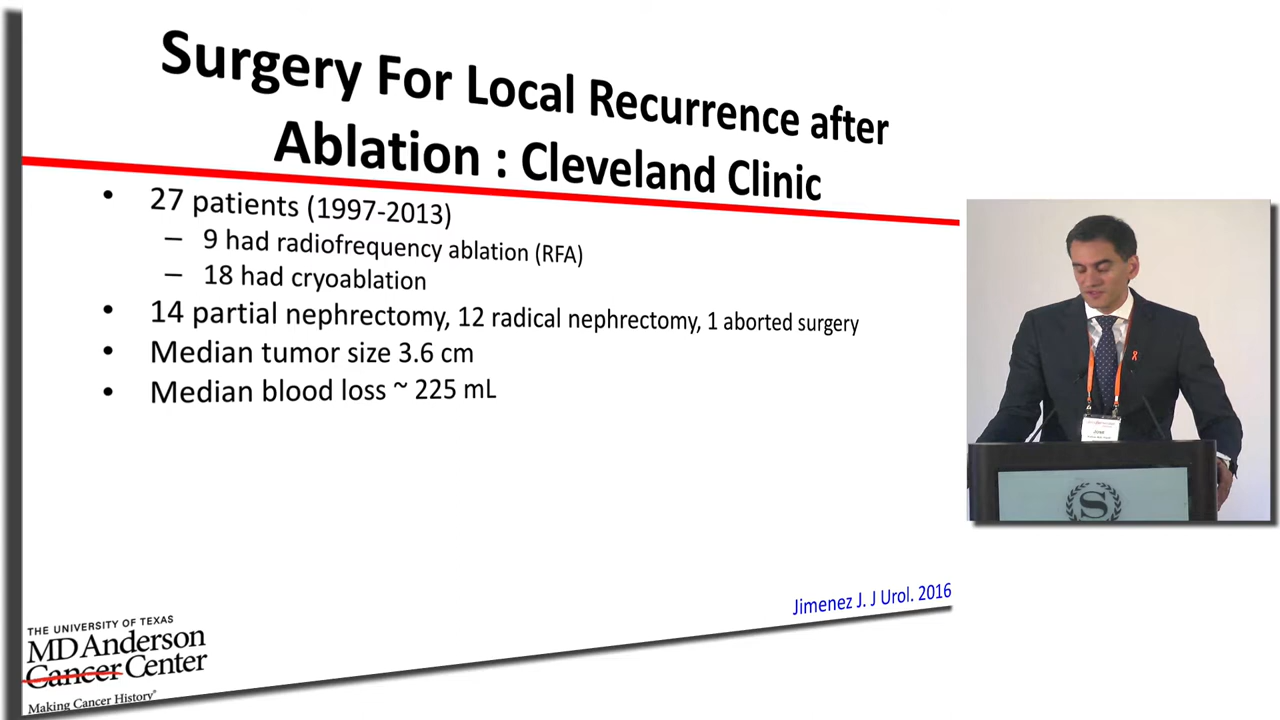 Surgery For Local Recurrence after
Ablation : Cleveland Clinic
• 27 patients (1997-2013)
– 9 had radiofrequency ablation (RFA)
– 18 had cryoablation
• 14 partial nephrectomy, 12 radical nephrectomy, 1 aborted surgery
• Median tumor size 3.6 cm
• Median blood loss ~ 225 mL
Jimenez J. J Urol. 2016
THE UNIVERSITY OF TEXAS
MD Anderson
Cancer Center
Making Cancer History®
Jose
S